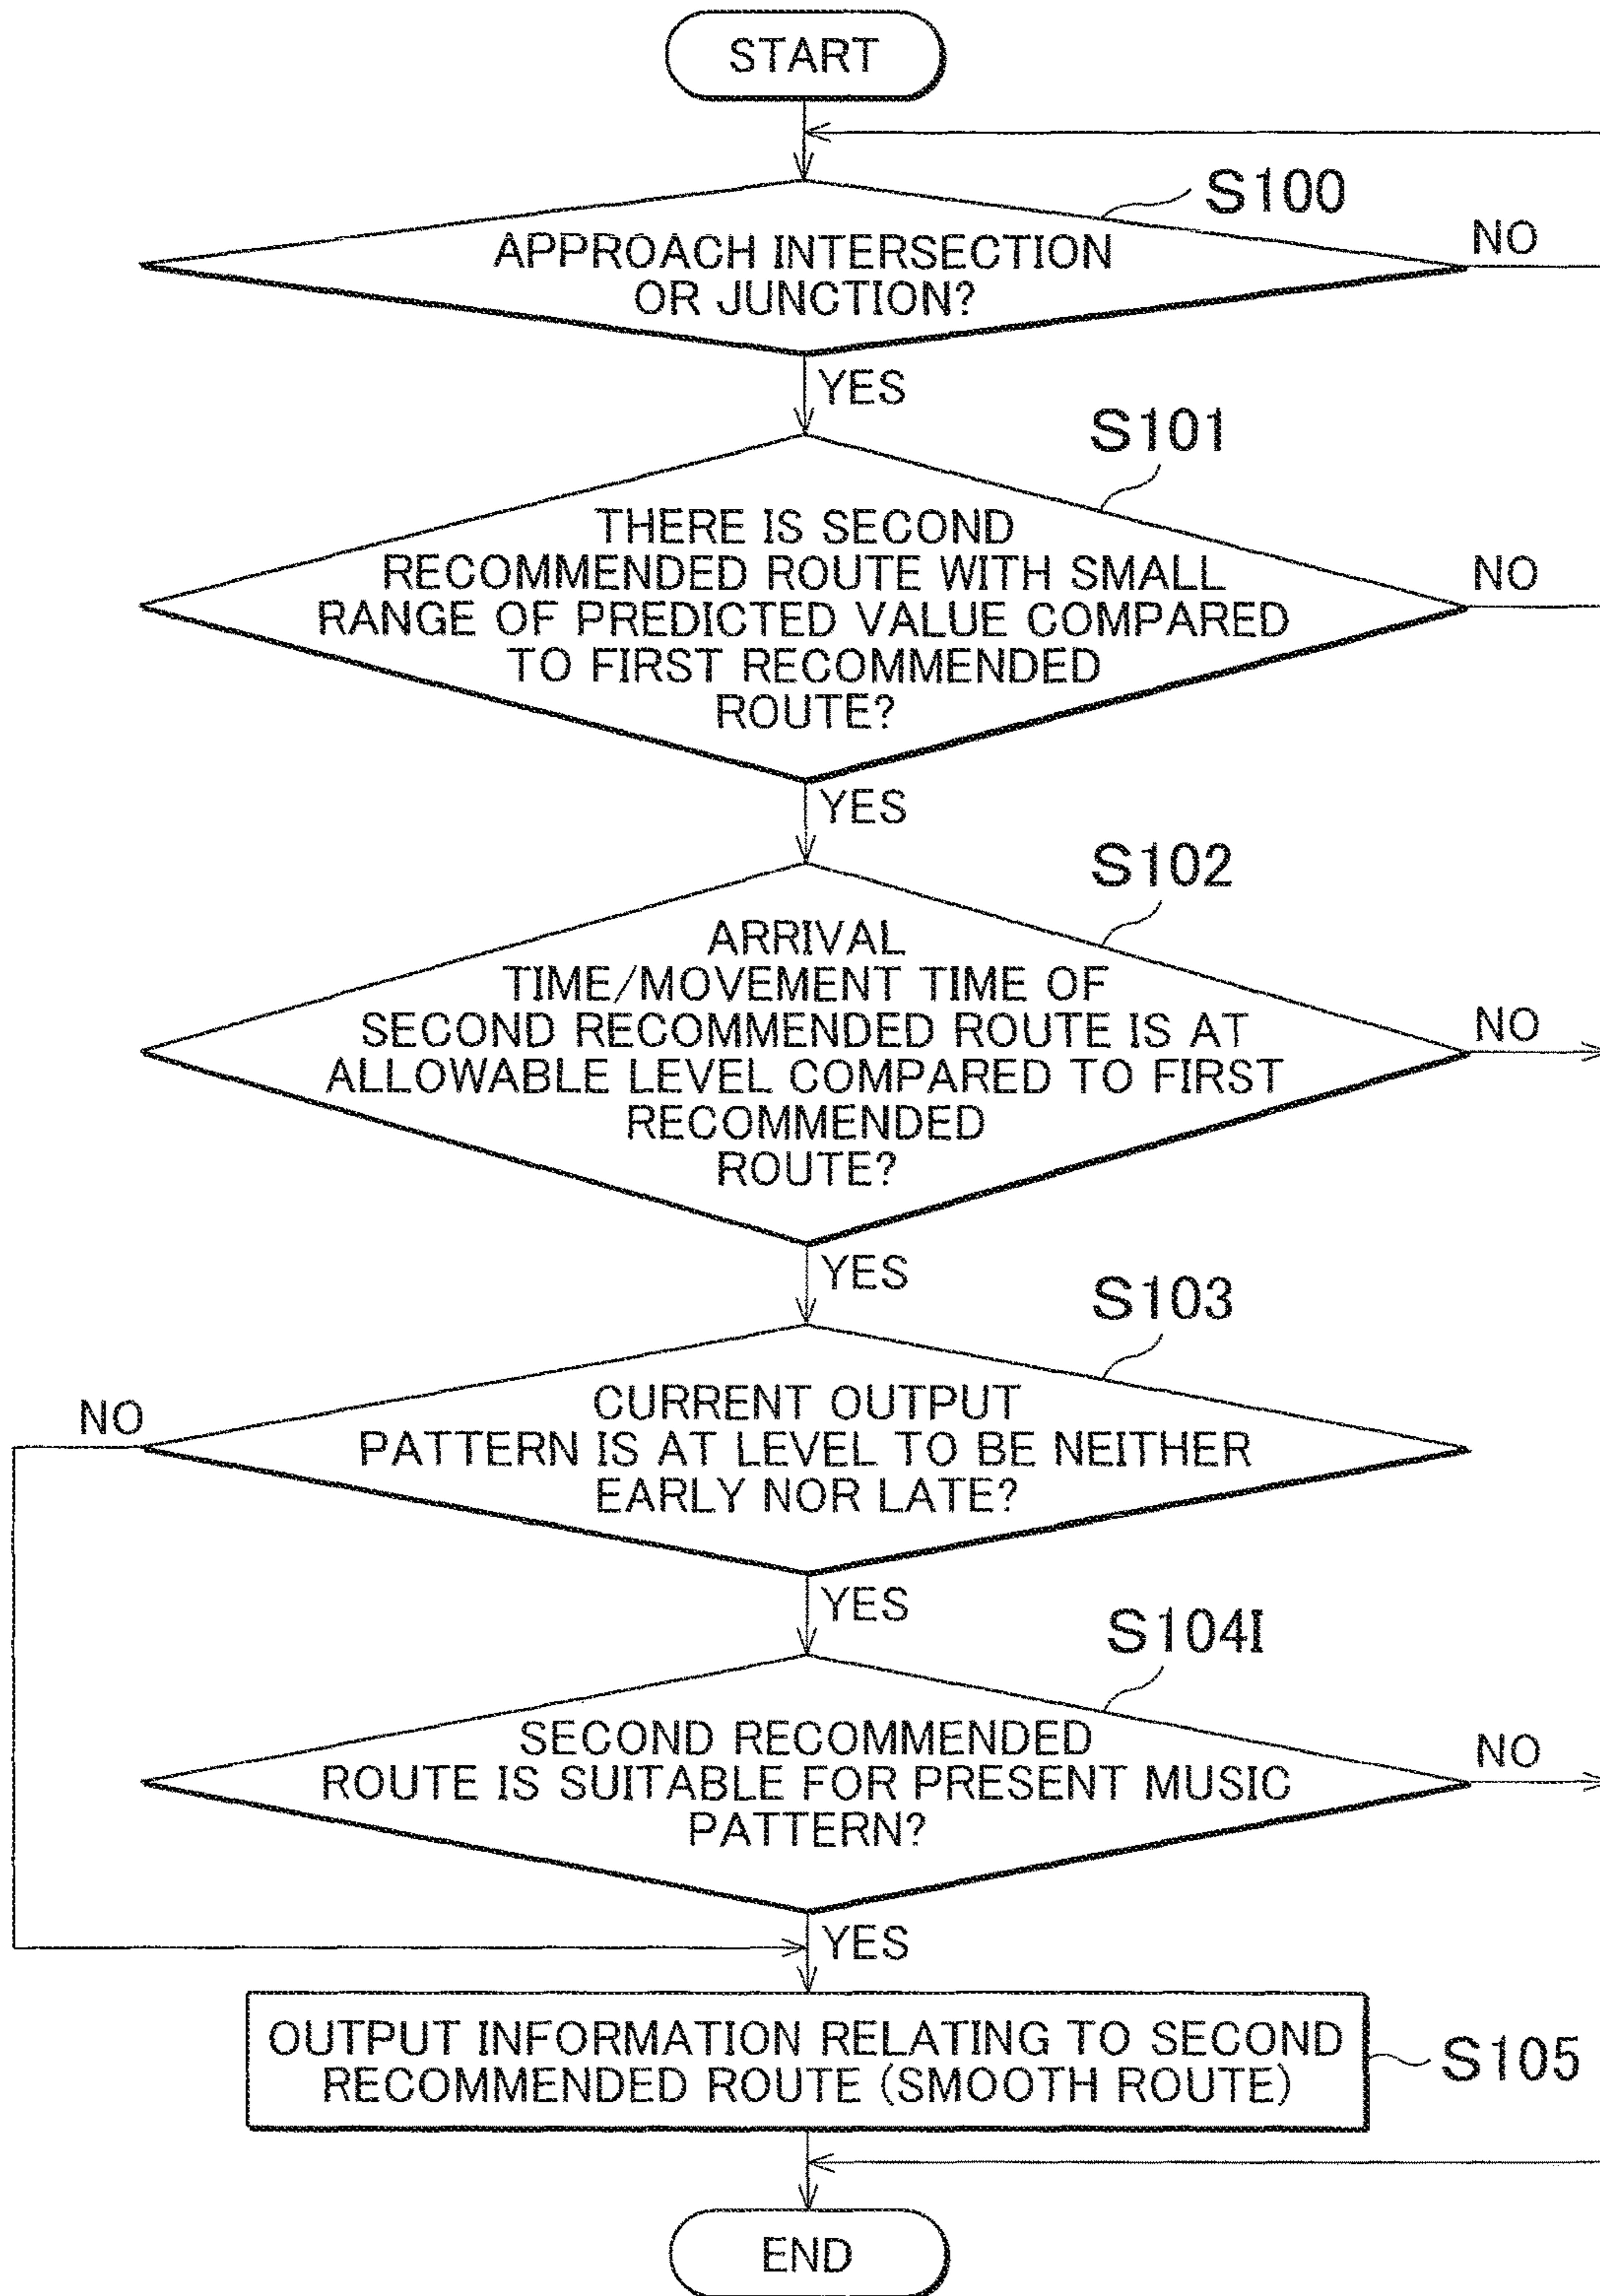 START
S100
APPROACH INTERSECTION
OR JUNCTION?
NO
YES
S101
THERE IS SECOND
RECOMMENDED ROUTE WITH SMALL
RANGE OF PREDICTED VALUE COMPARED
TO FIRST RECOMMENDED
ROUTE?
NO
YES
S102
ARRIVAL
TIME/MOVEMENT TIME OF
SECOND RECOMMENDED ROUTE IS AT
ALLOWABLE LEVEL COMPARED TO FIRST
RECOMMENDED
ROUTE?
NO
YES
S103
NO
CURRENT OUTPUT
PATTERN IS AT LEVEL TO BE NEITHER
EARLY NOR LATE?
YES
S104I
SECOND RECOMMENDED
ROUTE IS SUITABLE FOR PRESENT MUSIC
PATTERN?
NO
YES
OUTPUT INFORMATION RELATING TO SECOND
RECOMMENDED ROUTE (SMOOTH ROUTE)
S105
END